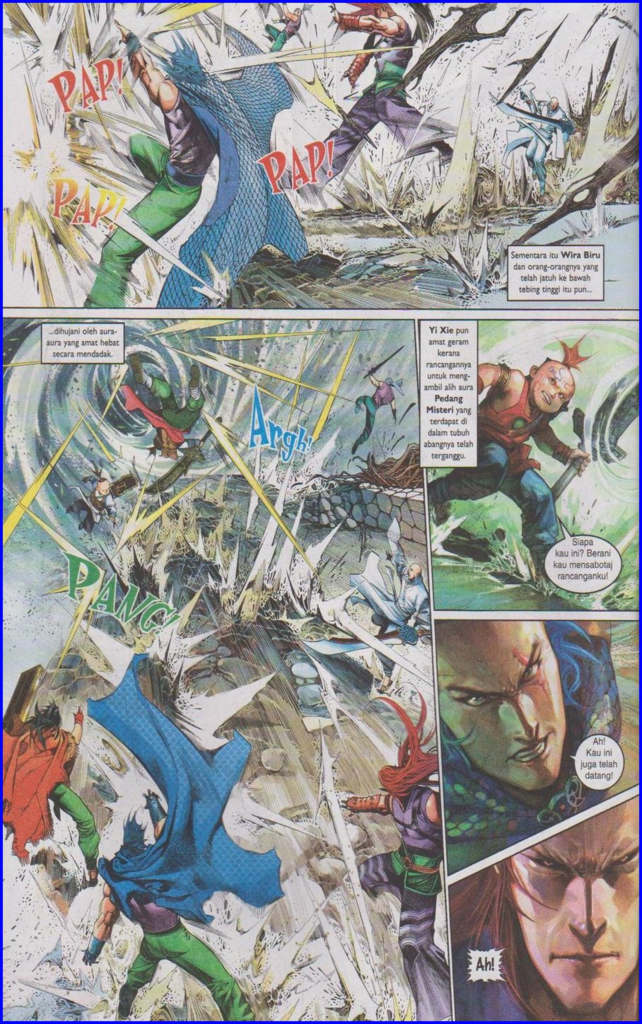 PAP!
PAP!
PAP!
Sementara itu Wira Biru
dan orang-orangnya yang
telah jatuh ke bawah
tebing tinggi itu pun...
...dihujani oleh aura-
aura yang amat hebat
secara mendadak.
Argh!
PANG!
Yi Xie pun
amat geram
kerana
rancangannya
untuk meng-
ambil alih aura
Pedang
Misteri yang
terdapat di
dalam tubuh
abangnya telah
terganggu.
Siapa
kau ini? Berani
kau mensabotaj
rancanganku!
Ah!
Kau ini
juga telah
datang!
Ah!